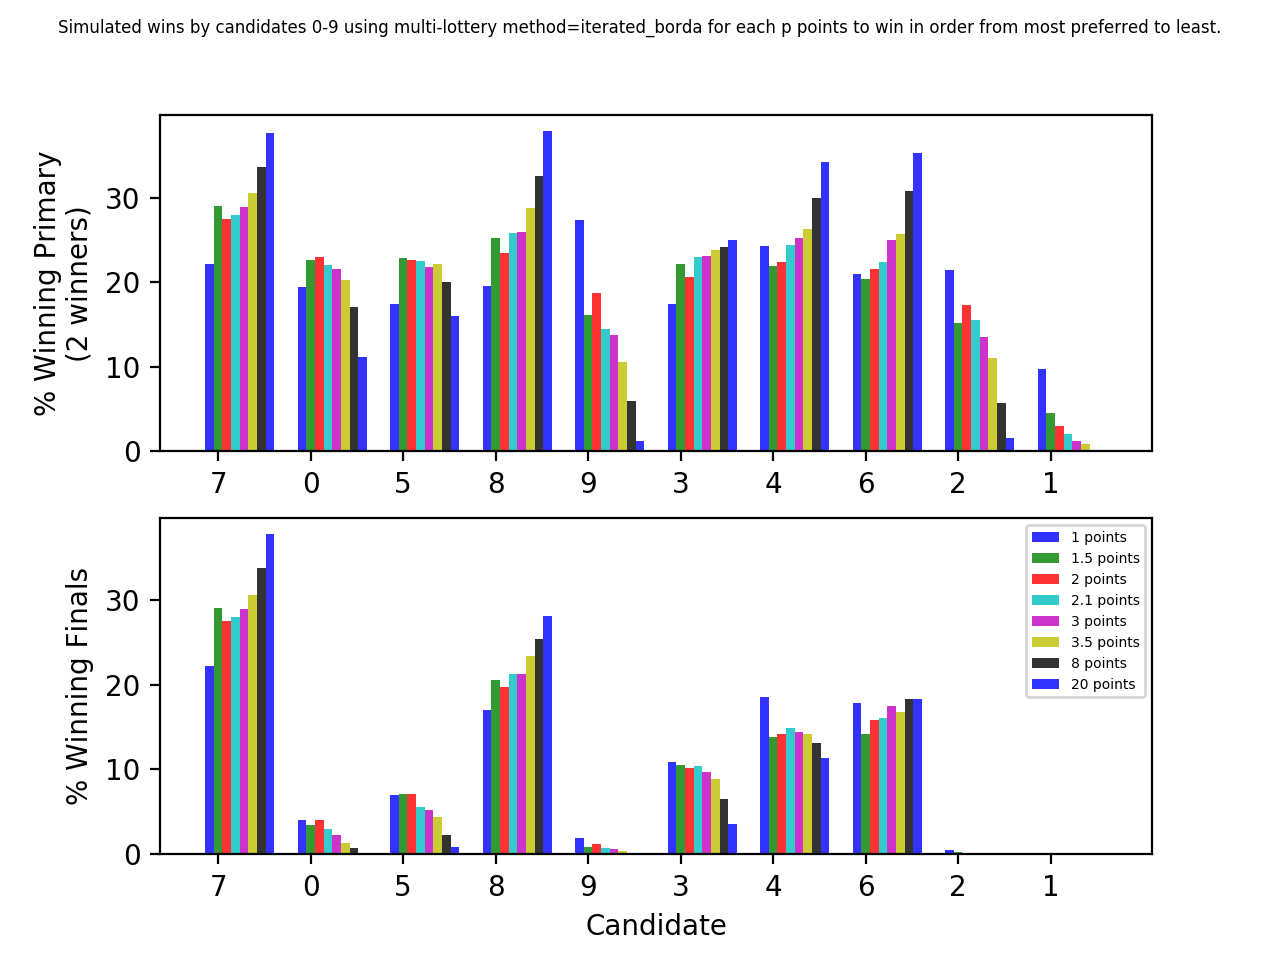 Simulated wins by candidates 0-9 using multi-lottery method=iterated_borda for each p points to win in order from most preferred to least.
% Winning Primary
(2 winners)
30
20
10
0
7 0 5 8 9 3 4 6 2 1
% Winning Finals
30
20
10
0
1 points
1.5 points
2 points
2.1 points
3 points
3.5 points
8 points
20 points
7 0 5 8 9 3 4 6 2 1
Candidate